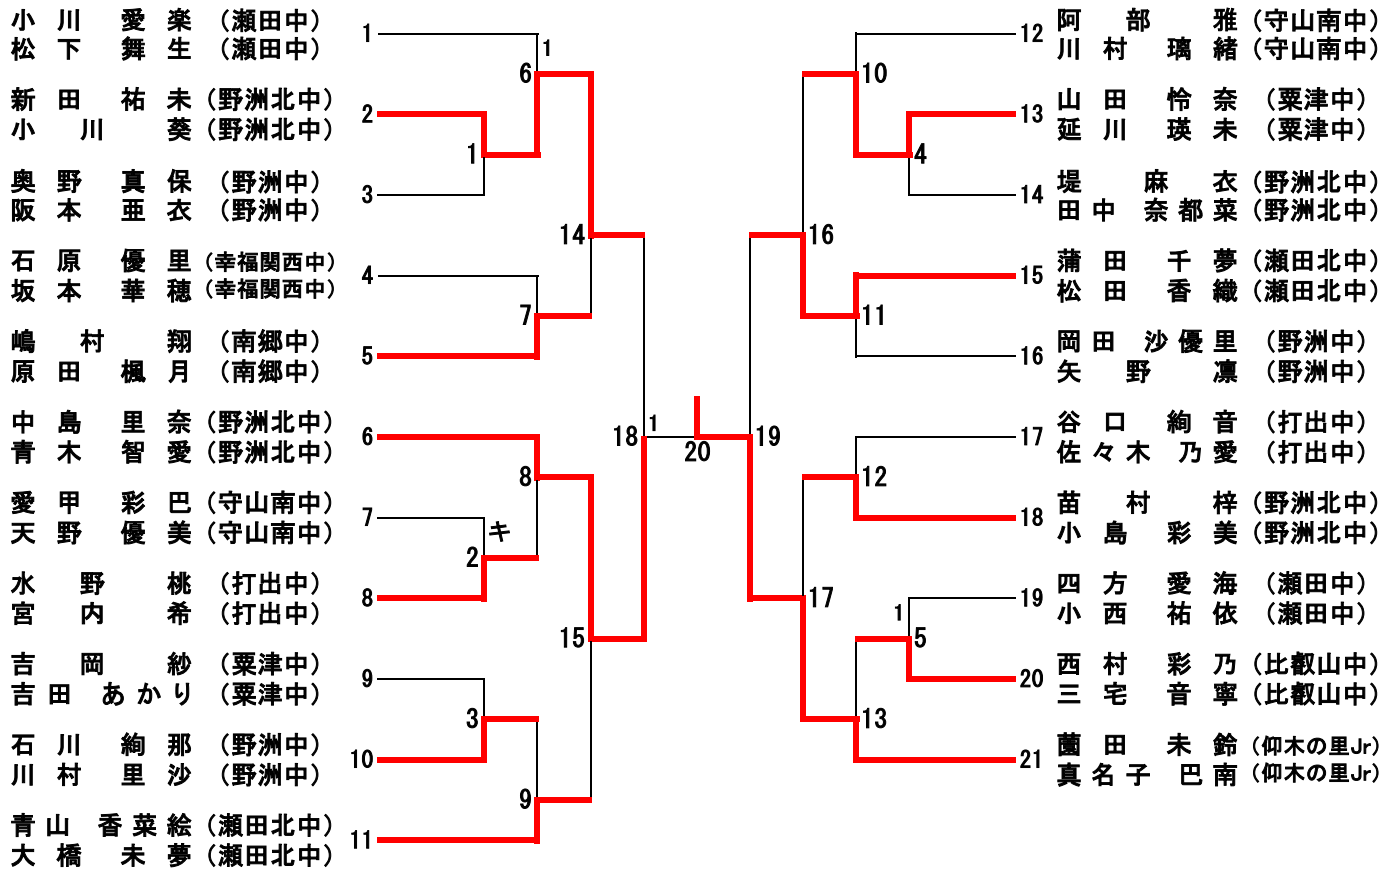 小川 愛楽 (瀬田中)
松下 舞生 (瀬田中)
1
新田 祐未 (野洲北中)
小川 葵 (野洲北中)
2
奥野 真保 (野洲中)
阪本 亜衣 (野洲中)
3
石原 優里 (幸福関西中)
坂本 華穂 (幸福関西中)
4
嶋村 翔 (南郷中)
原田 楓月 (南郷中)
5
中島 里奈 (野洲北中)
青木 智愛 (野洲北中)
6
愛甲 彩巴 (守山南中)
天野 優美 (守山南中)
7
水野 桃 (打出中)
宮内 希 (打出中)
8
吉岡 紗 (粟津中)
吉田 あかり (粟津中)
9
石川 絢那 (野洲中)
川村 里沙 (野洲中)
10
青山 香菜絵 (瀬田北中)
大橋 未夢 (瀬田北中)
11
1
6
1
14
7
18
1
8
キ
2
15
3
9
20
10
4
16
11
19
12
17
1
5
13
12
阿部 雅 (守山南中)
川村 璃緒 (守山南中)
13
山田 怜奈 (粟津中)
延川 瑛未 (粟津中)
14
堤 麻衣 (野洲北中)
田中 奈都菜 (野洲北中)
15
蒲田 千夢 (瀬田北中)
松田 香織 (瀬田北中)
16
岡田 沙優里 (野洲中)
矢野 凛 (野洲中)
17
谷口 絢音 (打出中)
佐々木 乃愛 (打出中)
18
苗村 梓 (野洲北中)
小島 彩美 (野洲北中)
19
四方 愛海 (瀬田中)
小西 祐依 (瀬田中)
20
西村 彩乃 (比叡山中)
三宅 音寧 (比叡山中)
21
薗田 未鈴 (仰木の里Jr)
真名子 巴南 (仰木の里Jr)